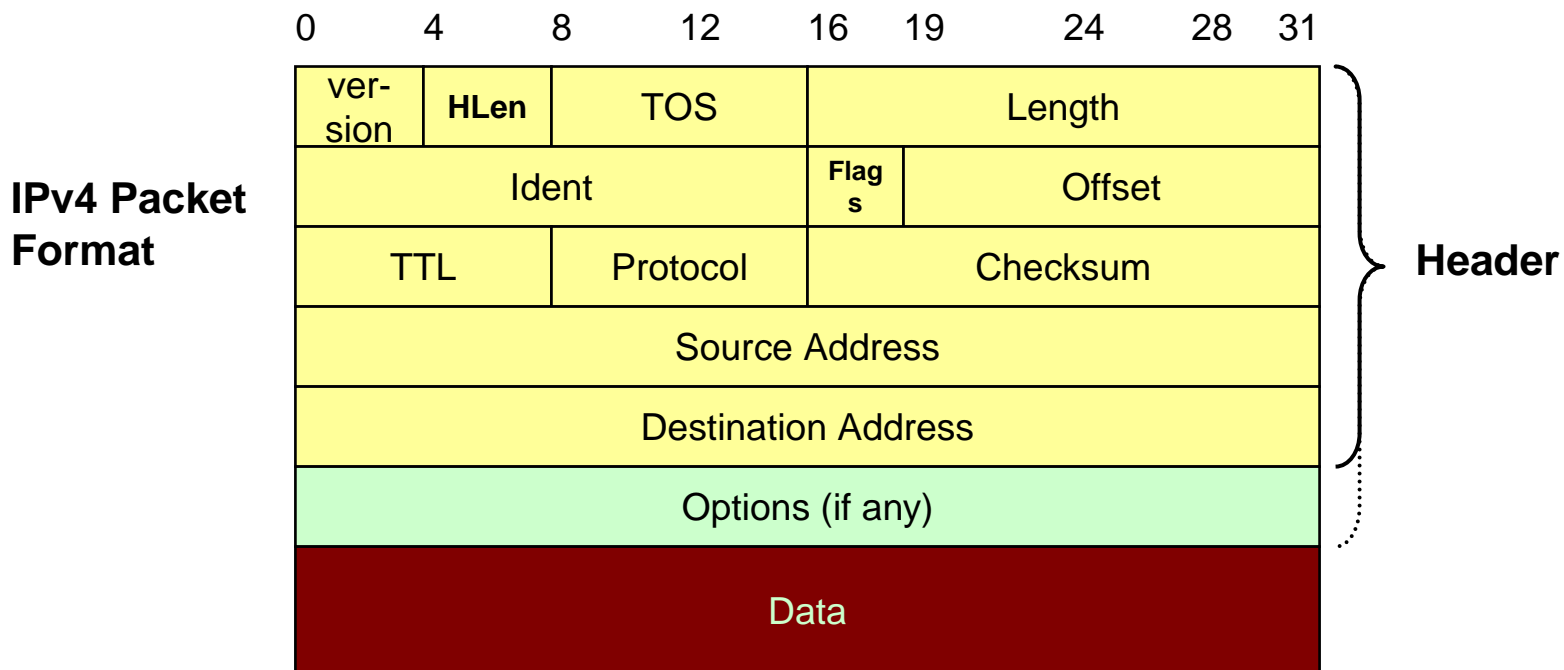 0 4 8 12 16 19 24 28 31
ver-
sion
HLen
TOS
Length
IPv4 Packet
Format
Ident
Flag
s
Offset
TTL
Protocol
Checksum
Header
Source Address
Destination Address
Options (if any)
Data